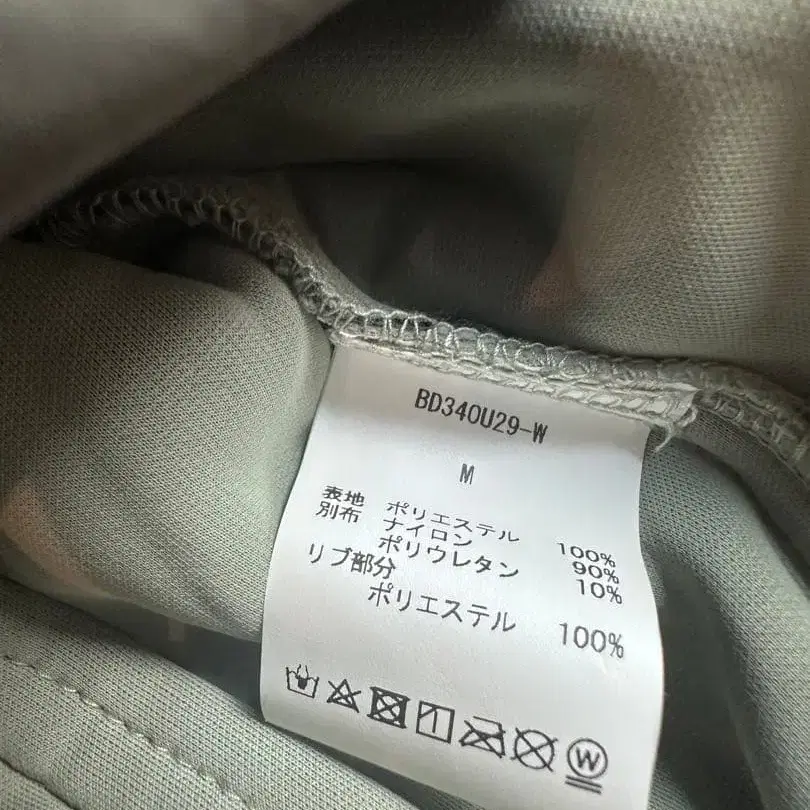 BD340U29-W
M
表地 ポリエステル 100%
別布 ナイロン 90%
ポリウレタン 10%
リブ部分
ポリエステル 100%
W